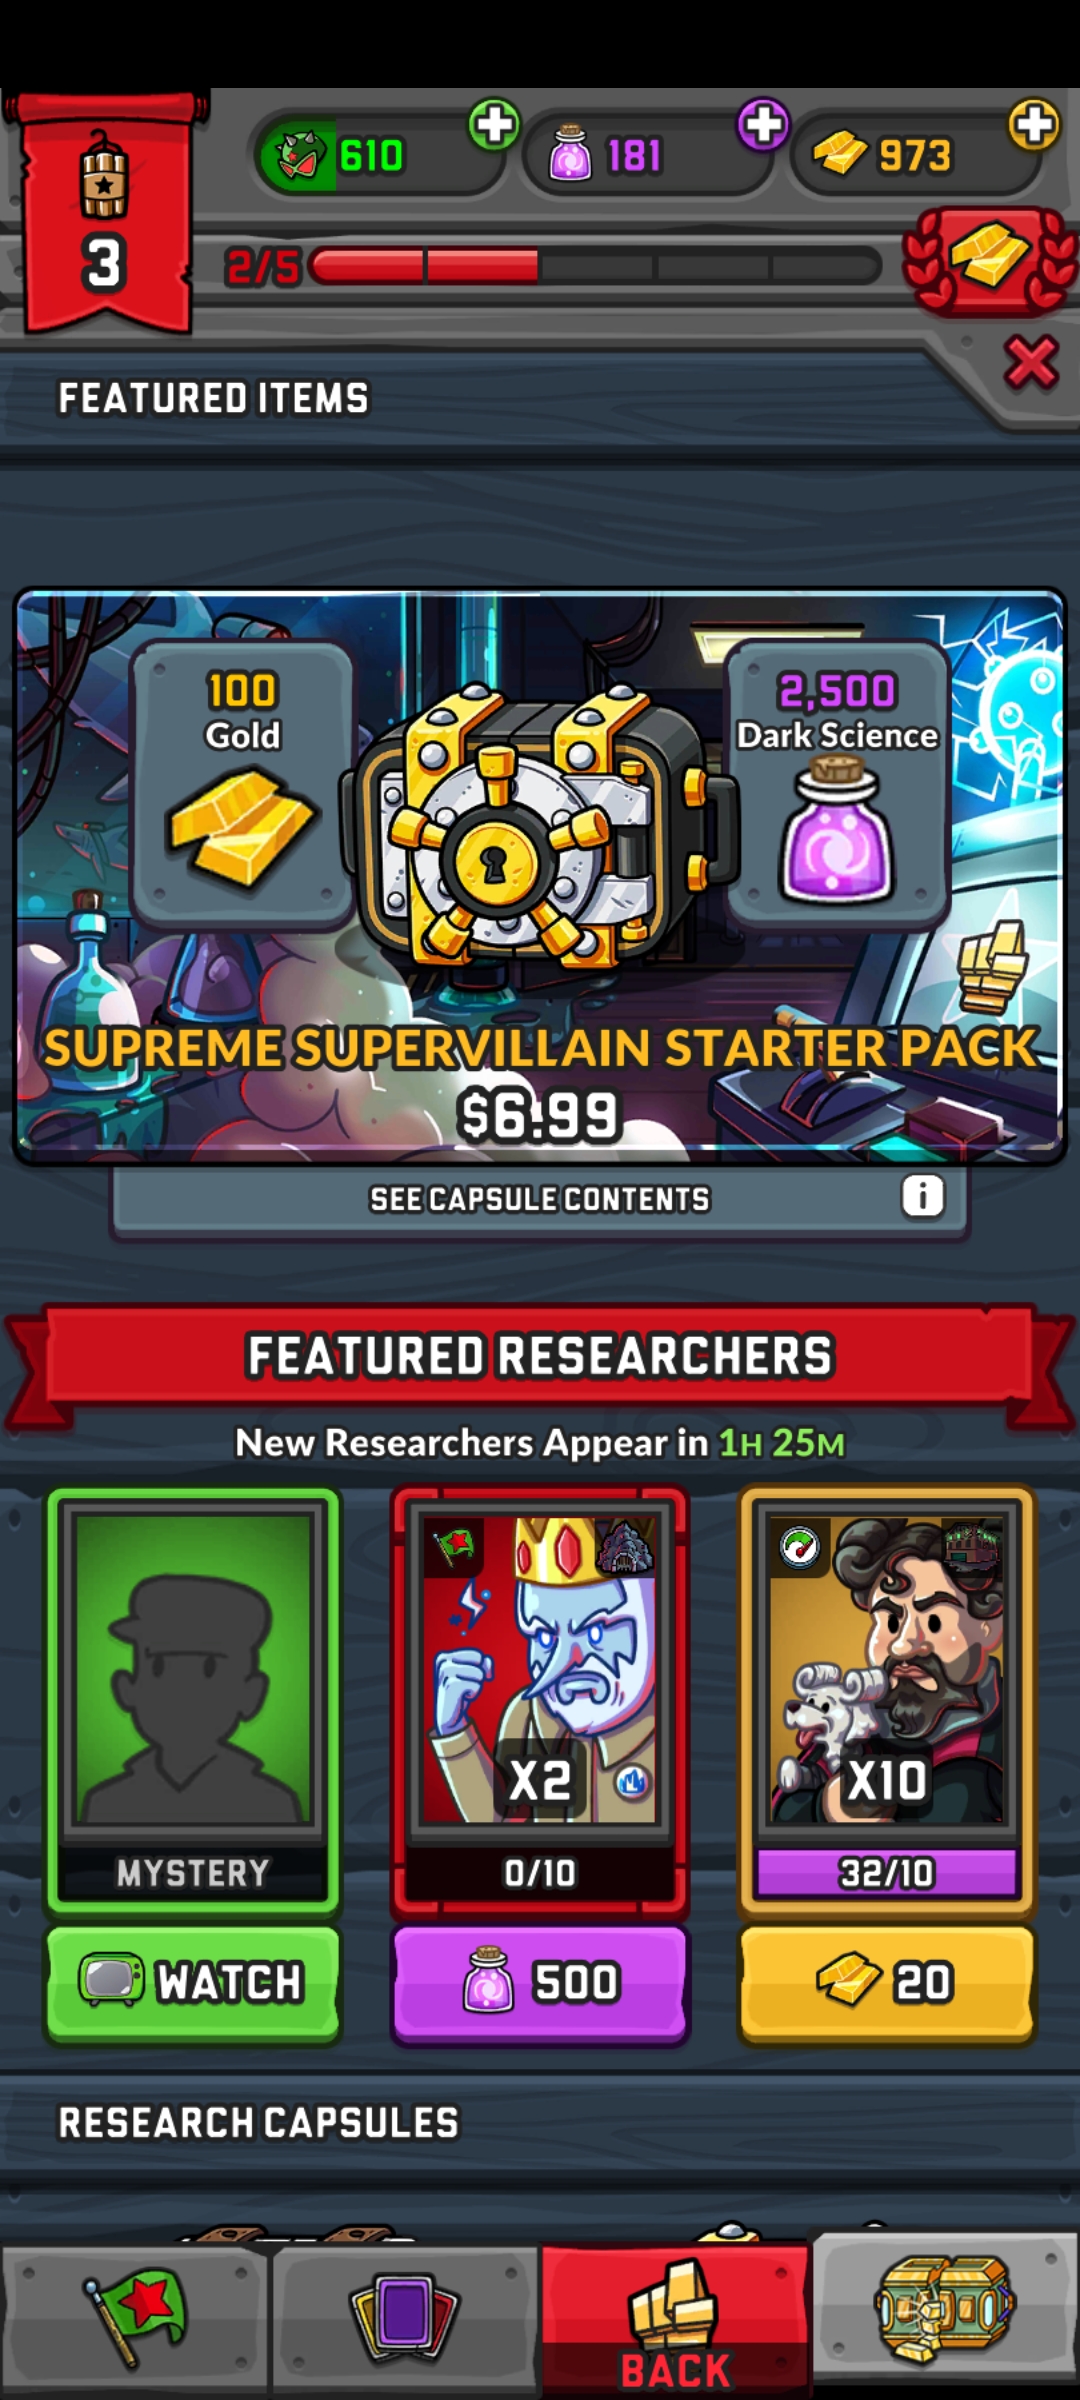 610
181
973
3
2/5
FEATURED ITEMS
100
Gold
2,500
Dark Science
SUPREME SUPERVILLAIN STARTER PACK
$6.99
SEE CAPSULE CONTENTS
i
FEATURED RESEARCHERS
New Researchers Appear in 1H 25M
X2
X10
MYSTERY
0/10
32/10
WATCH
500
20
RESEARCH CAPSULES
BACK